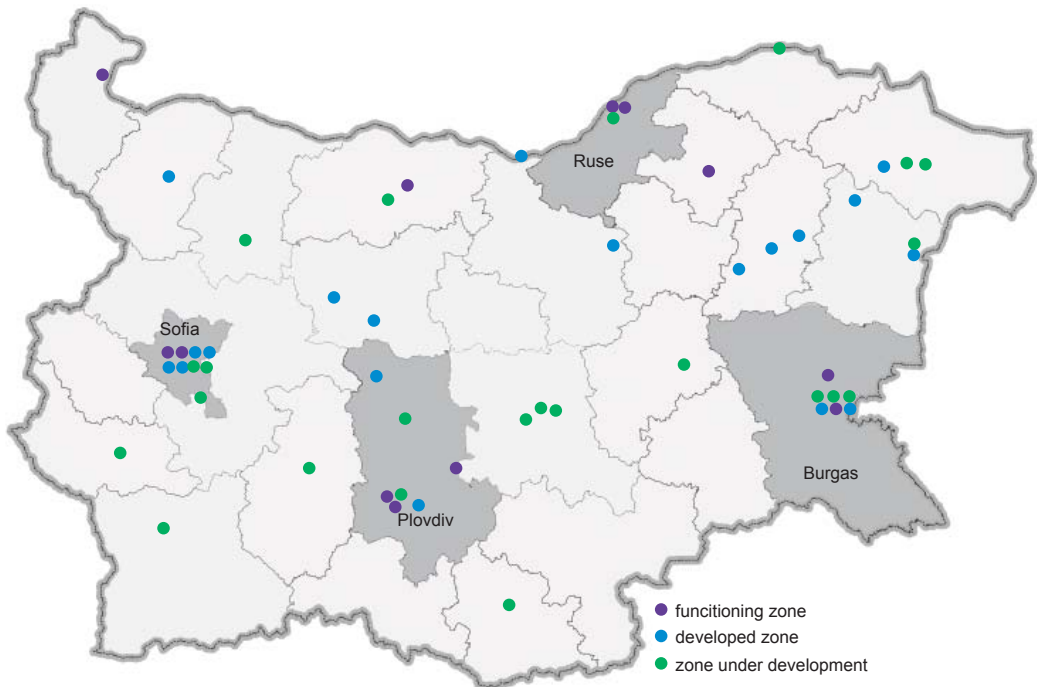 Ruse
Sofia
Burgas
Plovdiv
funcitioning zone
developed zone
zone under development